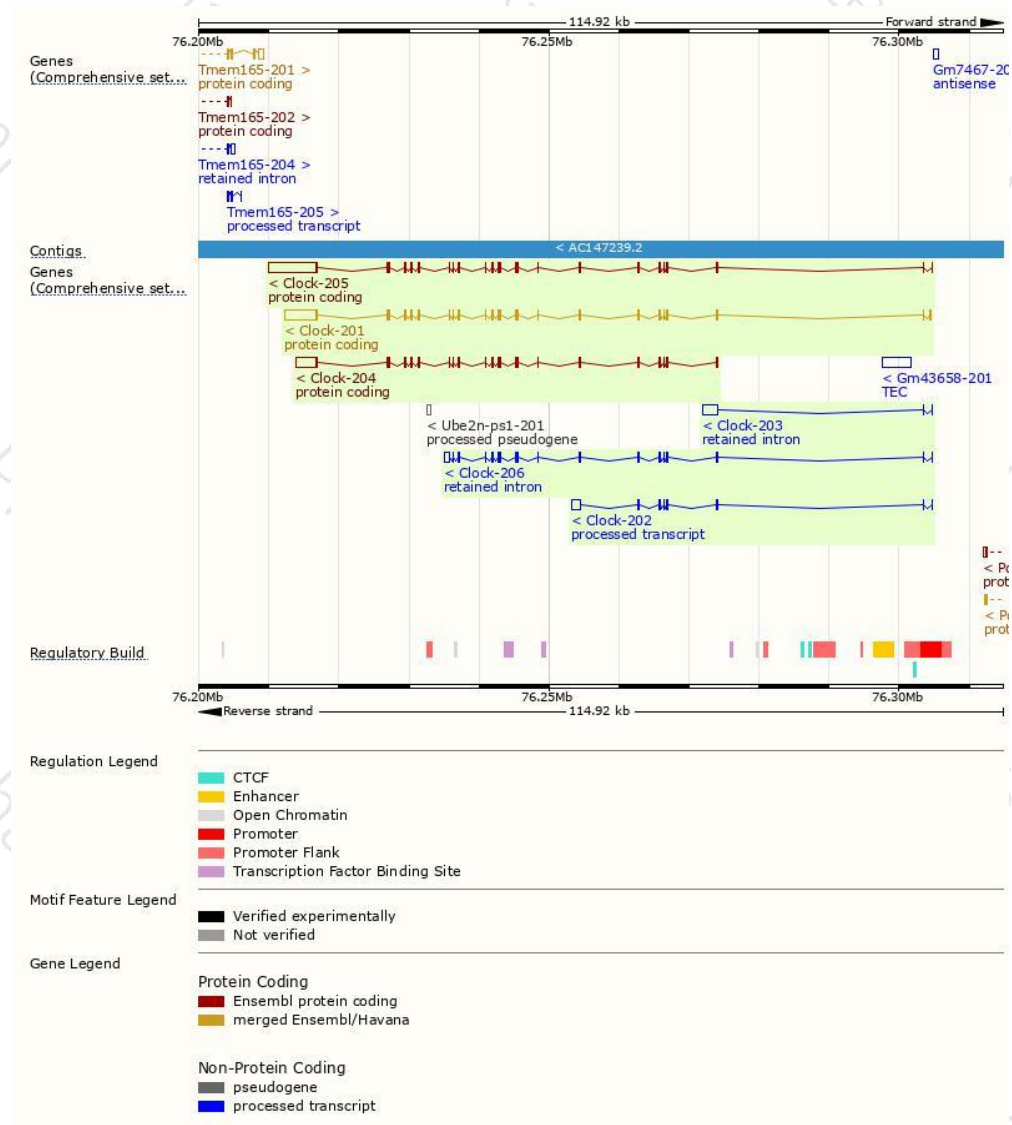 114.92 kb Forward strand
76.20Mb 76.25Mb 76.30Mb
Genes
(Comprehensive set...
Tmem165-201 >
protein coding
Gm7467-20
antisense
Tmem165-202 >
protein coding
Tmem165-204 >
retained intron
Tmem165-205 >
processed transcript
Contigs
< AC147239.2
Genes
(Comprehensive set...
< Clock-205
protein coding
< Clock-201
protein coding
< Clock-204
protein coding
< Gm43658-201
TEC
< Ube2n-ps1-201
processed pseudogene
< Clock-203
retained intron
< Clock-206
retained intron
< Clock-202
processed transcript
prot
prot
Regulatory Build
76.20Mb 76.25Mb 76.30Mb
Reverse strand 114.92 kb
Regulation Legend
CTCF
Enhancer
Open Chromatin
Promoter
Promoter Flank
Transcription Factor Binding Site
Motif Feature Legend
Verified experimentally
Not verified
Gene Legend
Protein Coding
Ensembl protein coding
merged Ensembl/Havana
Non-Protein Coding
pseudogene
processed transcript